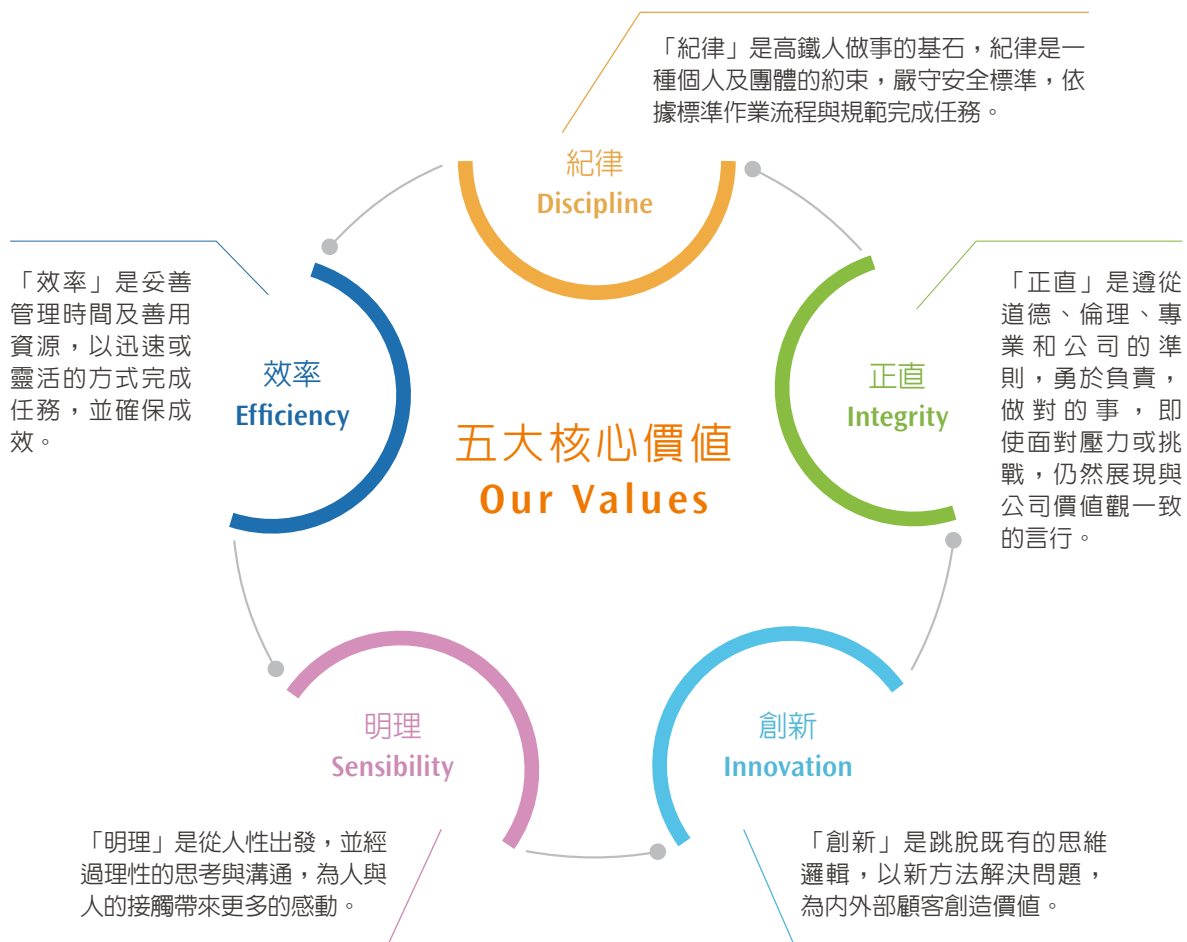 「紀律」是高鐵人做事的基石，紀律是一
種個人及團體的約束，嚴守安全標準，依
據標準作業流程與規範完成任務。
紀律
Discipline
「效率」是妥善
管理時間及善用
資源，以迅速或
靈活的方式完成
任務，並確保成
效。
效率
Efficiency
五大核心價值
Our Values
正直
Integrity
「正直」是遵從
道德、倫理、專
業和公司的準
則，勇於負責，
做對的事，即
使面對壓力或挑
戰，仍然展現與
公司價值觀一致
的言行。
明理
Sensibility
「明理」是從人性出發，並經
過理性的思考與溝通，為人與
人的接觸帶來更多的感動。
創新
Innovation
「創新」是跳脫既有的思維
邏輯，以新方法解決問題，
為內外部顧客創造價值。